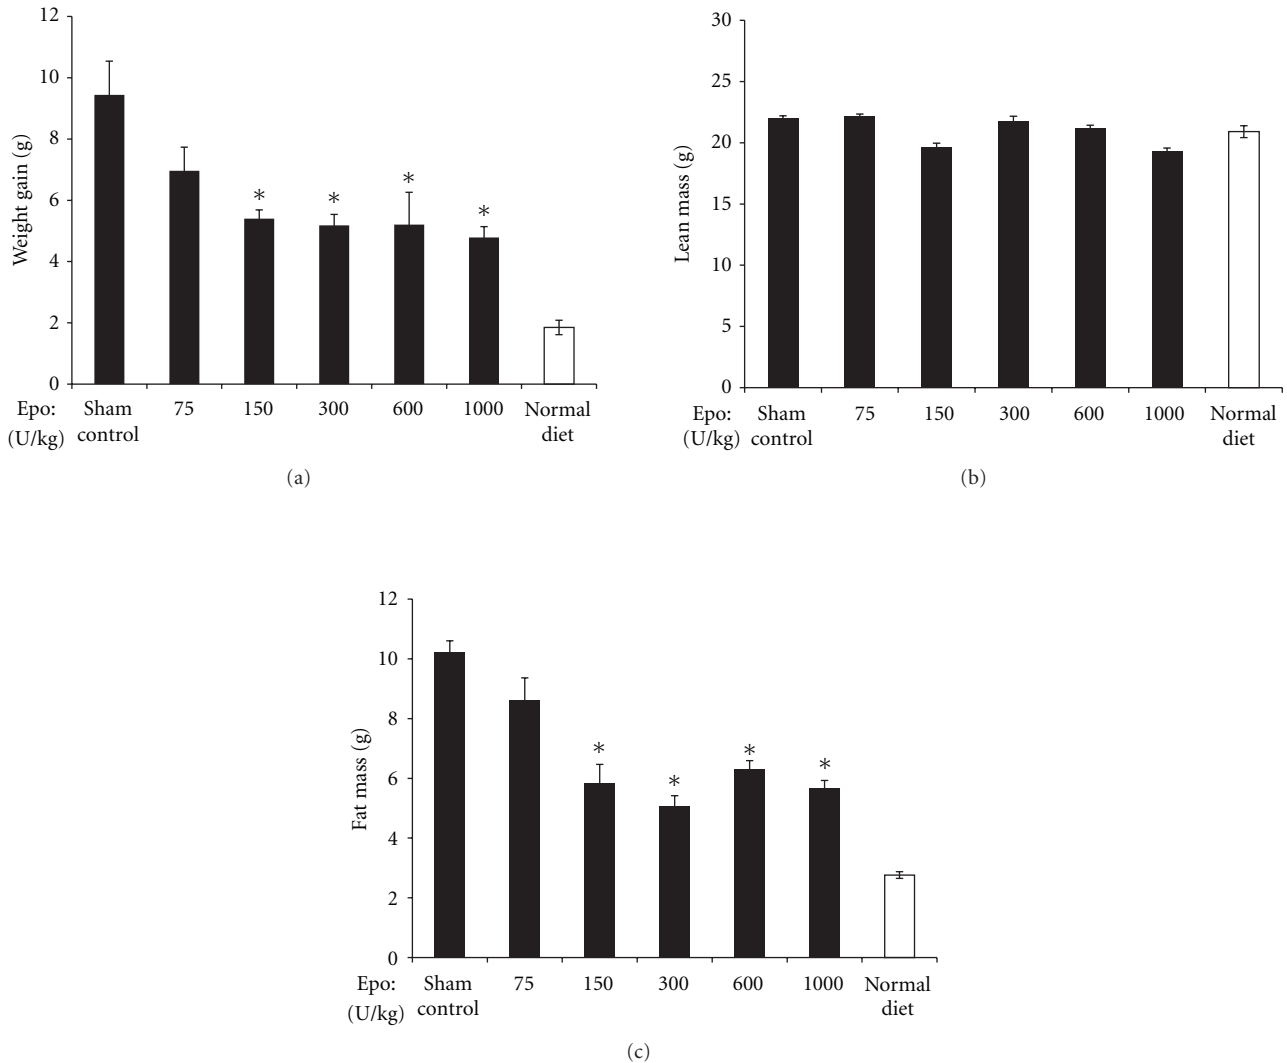 12
10
8
6
4
2
0
Weight gain (g)
*
*
*
*
Epo: Sham 75 150 300 600 1000 Normal
(U/kg) control diet
(a)
30
25
20
15
10
5
0
Lean mass (g)
Epo: Sham 75 150 300 600 1000 Normal
(U/kg) control diet
(b)
12
10
8
6
4
2
0
Fat mass (g)
*
*
*
*
Epo: Sham 75 150 300 600 1000 Normal
(U/kg) control diet
(c)